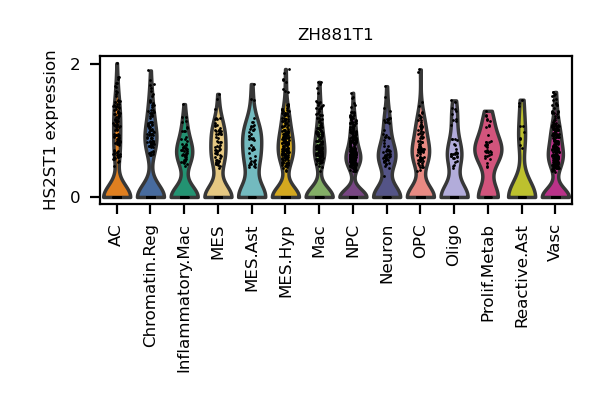 ZH881T1
HS2ST1 expression
2
0
AC
Chromatin.Reg
Inflammatory.Mac
MES
MES.Ast
MES.Hyp
Mac
NPC
Neuron
OPC
Oligo
Prolif.Metab
Reactive.Ast
Vasc